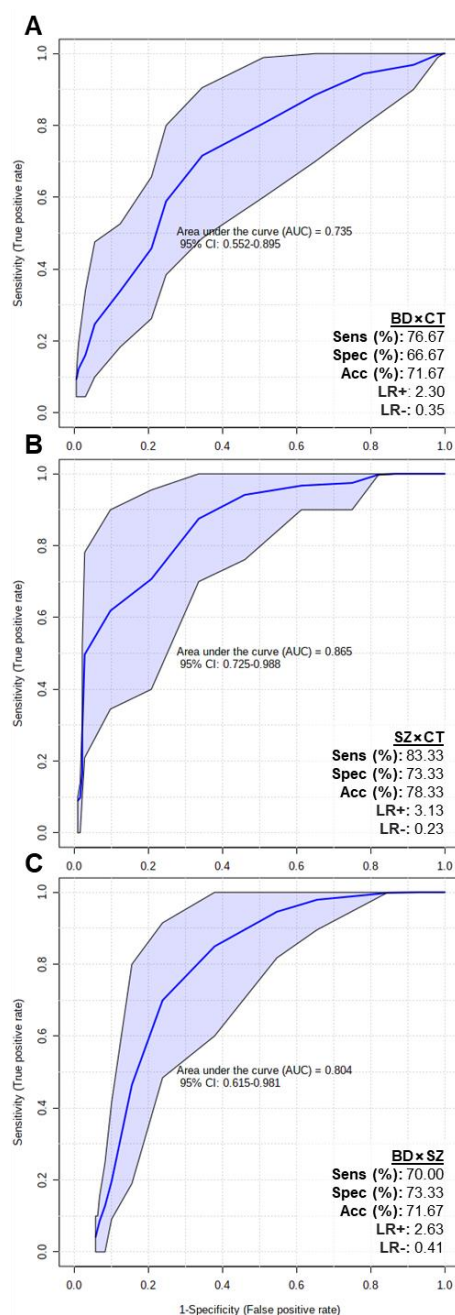 A
1.0
0.8
0.6
0.4
0.2
0.0
Sensitivity (True positive rate)
Area under the curve (AUC) = 0.735
95% CI: 0.552-0.895
BD×CT
Sens (%): 76.67
Spec (%): 66.67
Acc (%): 71.67
LR+: 2.30
LR-: 0.35
0.0 0.2 0.4 0.6 0.8 1.0
B
1.0
0.8
0.6
0.4
0.2
0.0
Sensitivity (True positive rate)
Area under the curve (AUC) = 0.865
95% CI: 0.725-0.988
SZ×CT
Sens (%): 83.33
Spec (%): 73.33
Acc (%): 78.33
LR+: 3.13
LR-: 0.23
0.0 0.2 0.4 0.6 0.8 1.0
C
1.0
0.8
0.6
0.4
0.2
0.0
Sensitivity (True positive rate)
Area under the curve (AUC) = 0.804
95% CI: 0.615-0.981
BD×SZ
Sens (%): 70.00
Spec (%): 73.33
Acc (%): 71.67
LR+: 2.63
LR-: 0.41
0.0 0.2 0.4 0.6 0.8 1.0
1-Specificity (False positive rate)